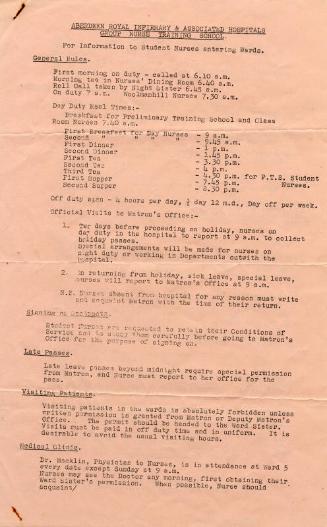 ABERDEEN ROYAL INFIRMARY & ASSOCIATED HOSPITALS
GROUP NURSE TRAINING SCHOOL
For Information to Student Nurses entering Wards.
General Rules.
First morning on duty - called at 6.10 a.m.
Morning tea in Nurses' Dining Room 6.40 a.m.
Roll Call taken by Night Sister 6.45 a.m.
On duty 7 a.m. Woolmanhill Nurses 7.30 a.m.
Day Duty Meal Times:-
Breakfast for Preliminary Training School and Class
Room Nurses 7.40 a.m.
First Breakfast for Day Nurses - 9 a.m.
Second " " " " - 9.45 a.m.
First Dinner - 1 p.m.
Second Dinner - 1.45 p.m.
First Tea - 3.30 p.m.
Second Tea - 4 p.m.
Third Tea - 4.30 p.m. for P.T.S. Student
First Supper - 7.45 p.m. Nurses.
Second Supper - 8.30 p.m.
Off duty time - 4 hours per day, ½ day 12 m.d., Day off per week.
Official Visits to Matron's Office:-
1. Two days before proceeding on holiday, nurses on
day duty in the hospital to report at 9 a.m. to collect
holiday passes.
Special arrangements will be made for nurses on
night duty or working in Departments outwith the
hospital.
2. On returning from holiday, sick leave, special leave,
nurses will report to Matron's Office at 9 a.m.
N.B. Nurses absent from hospital for any reason must write
and acquaint Matron with the time of their return.
Signing of
Student Nurses are requested to retain their Conditions of
Service and to study them carefully before going to Matron's
Office for the purpose of signing on.
Late Passes.
Late leave passes beyond midnight require special permission
from Matron, and Nurse must report to her office for the
pass.
Visiting Patients.
Visiting patients in the wards is absolutely forbidden unless
written permission is granted from Matron or Deputy Matron's
Office. The permit should be handed to the Ward Sister.
Visits must be paid in off duty time and in uniform. It is
desirable to avoid the usual visiting hours.
Medical Clinic.
Dr. Macklin, Physician to Nurses, is in attendance at Ward 5
every date except Sunday at 9 a.m.
Nurses may see the Doctor any morning, first obtaining their
Ward Sister's permission. When possible, Nurse should
acquaint/